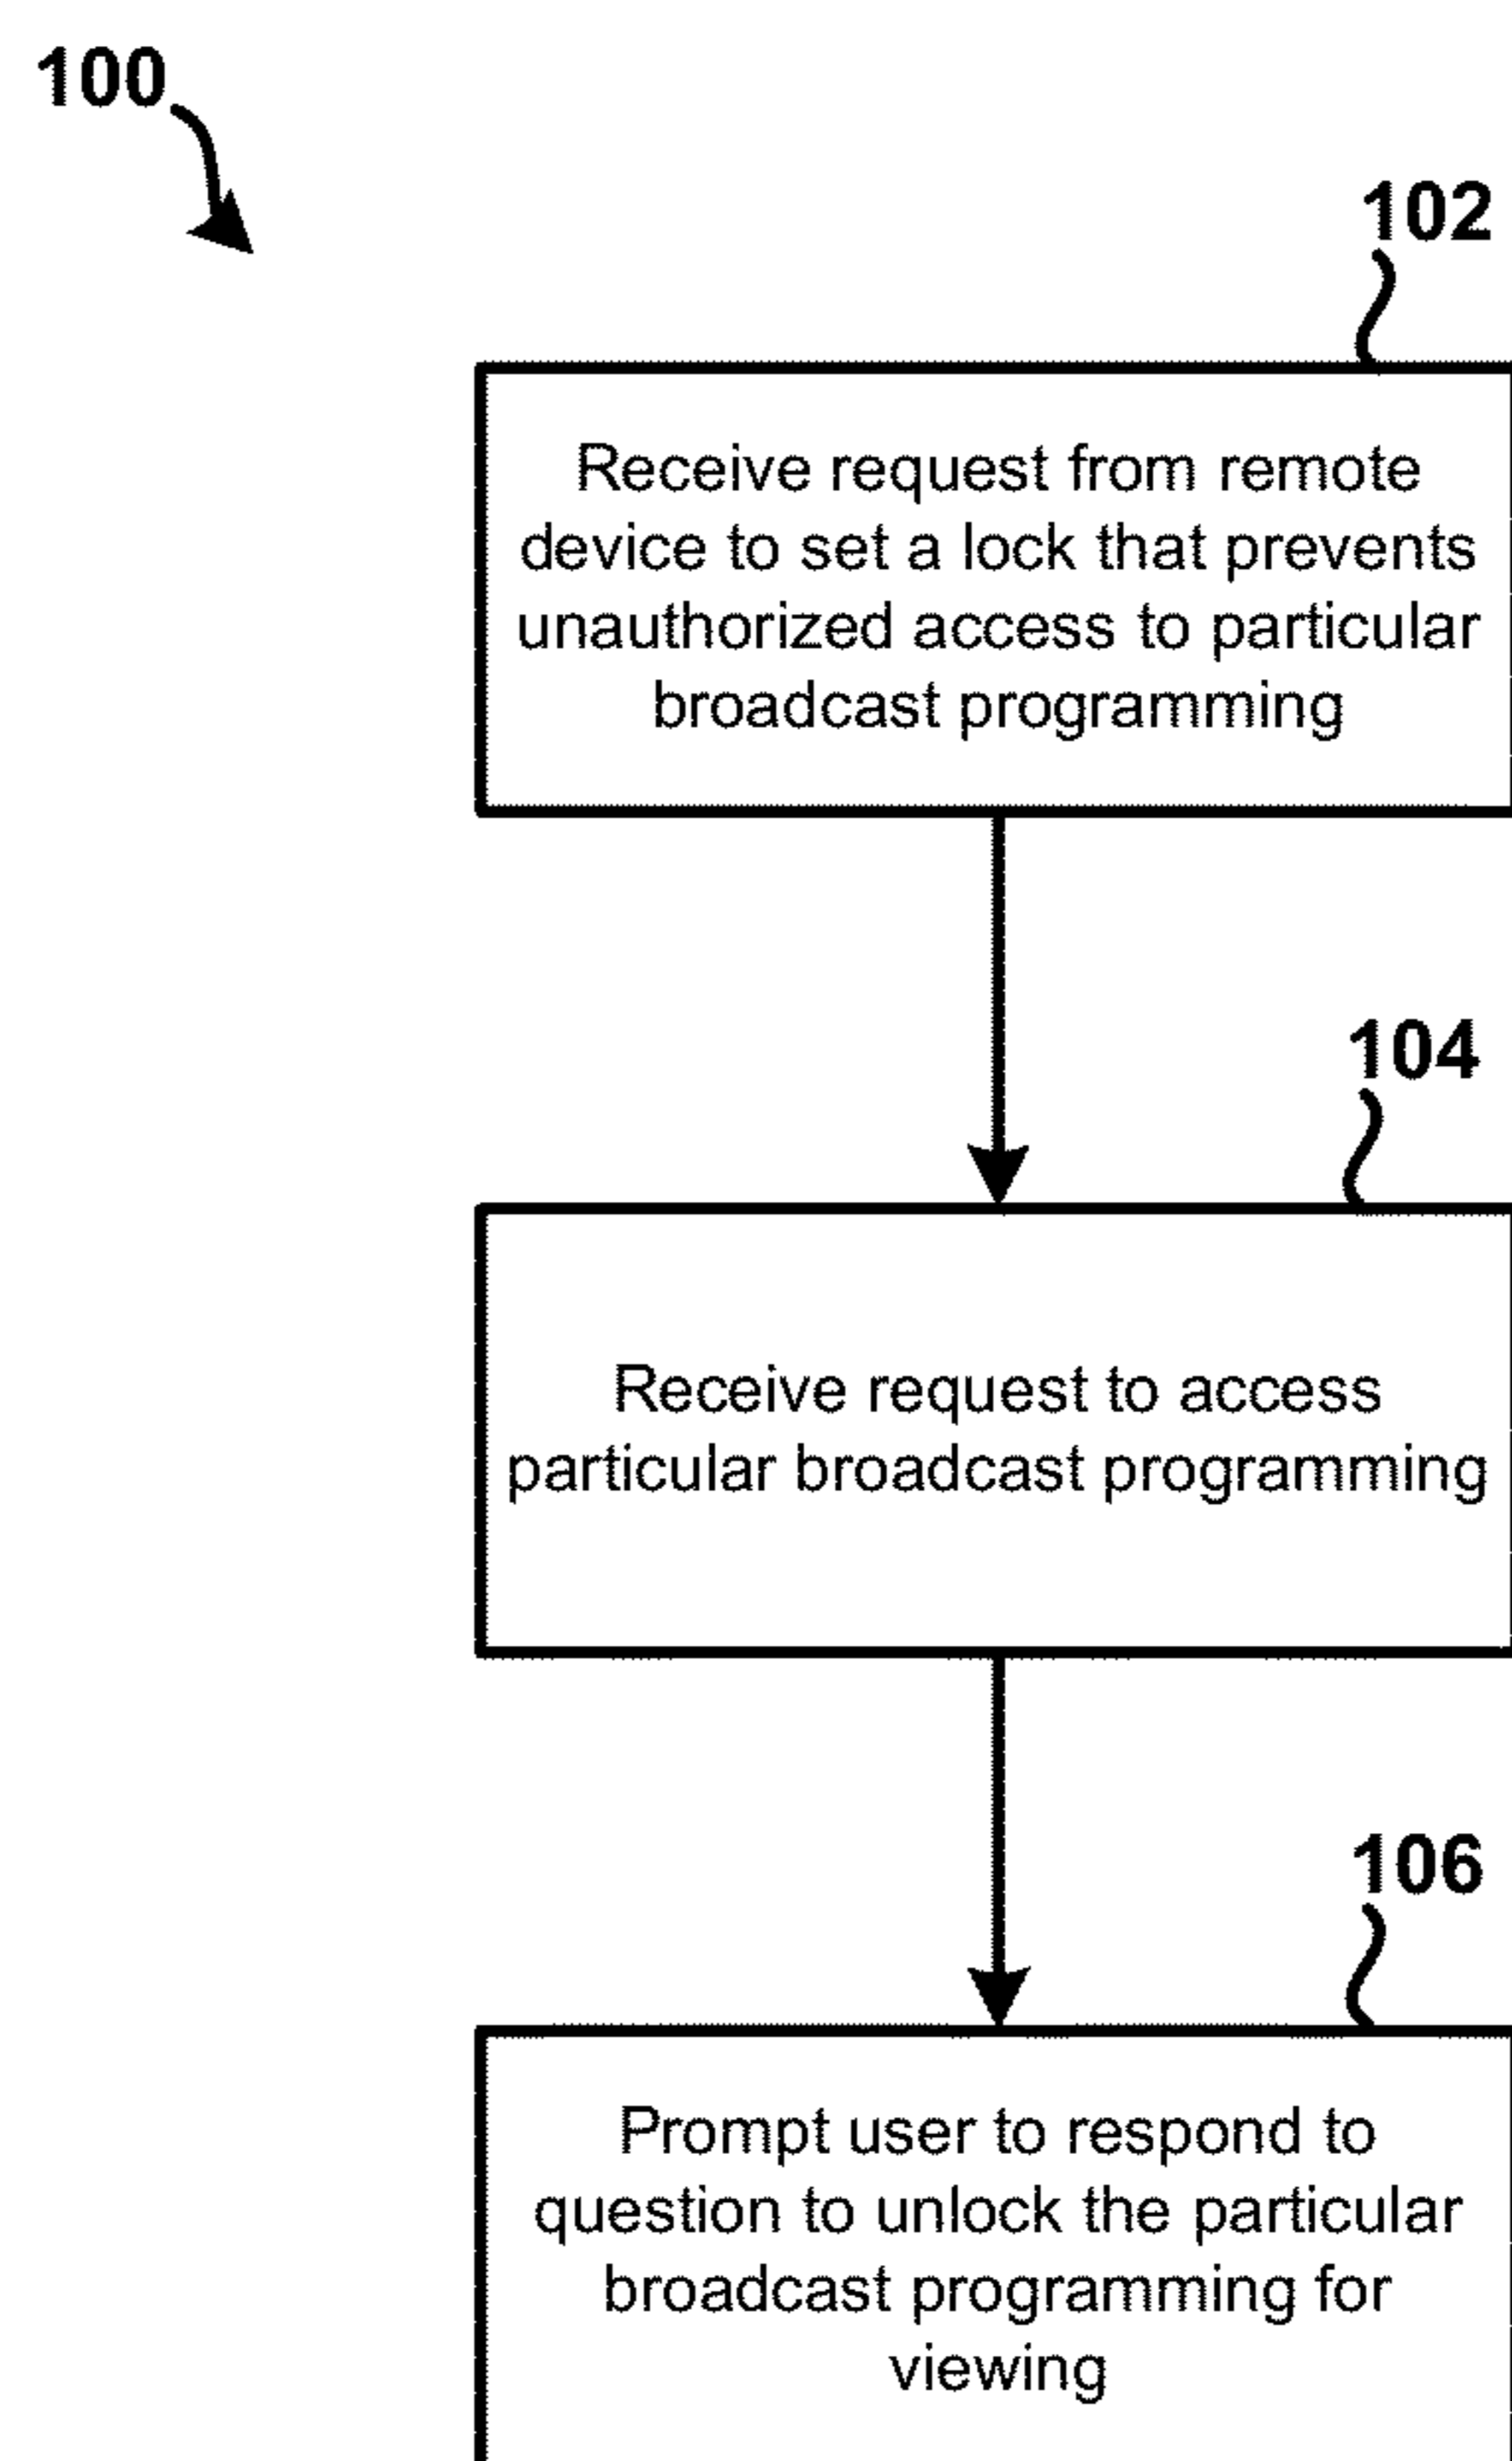 100
102
Receive request from remote
device to set a lock that prevents
unauthorized access to particular
broadcast programming
104
Receive request to access
particular broadcast programming
106
Prompt user to respond to
question to unlock the particular
broadcast programming for
viewing